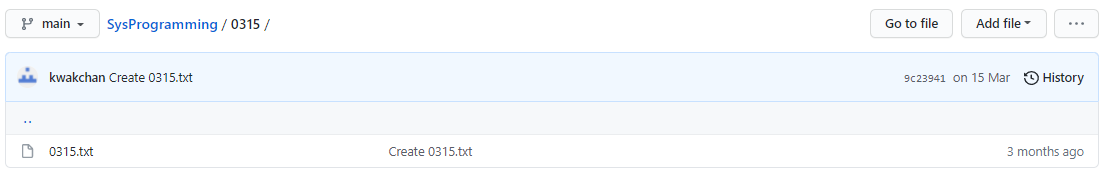 main SysProgramming / 0315 / Go to file Add file ...
kwakchan Create 0315.txt 9c23941 on 15 Mar History
..
0315.txt Create 0315.txt 3 months ago